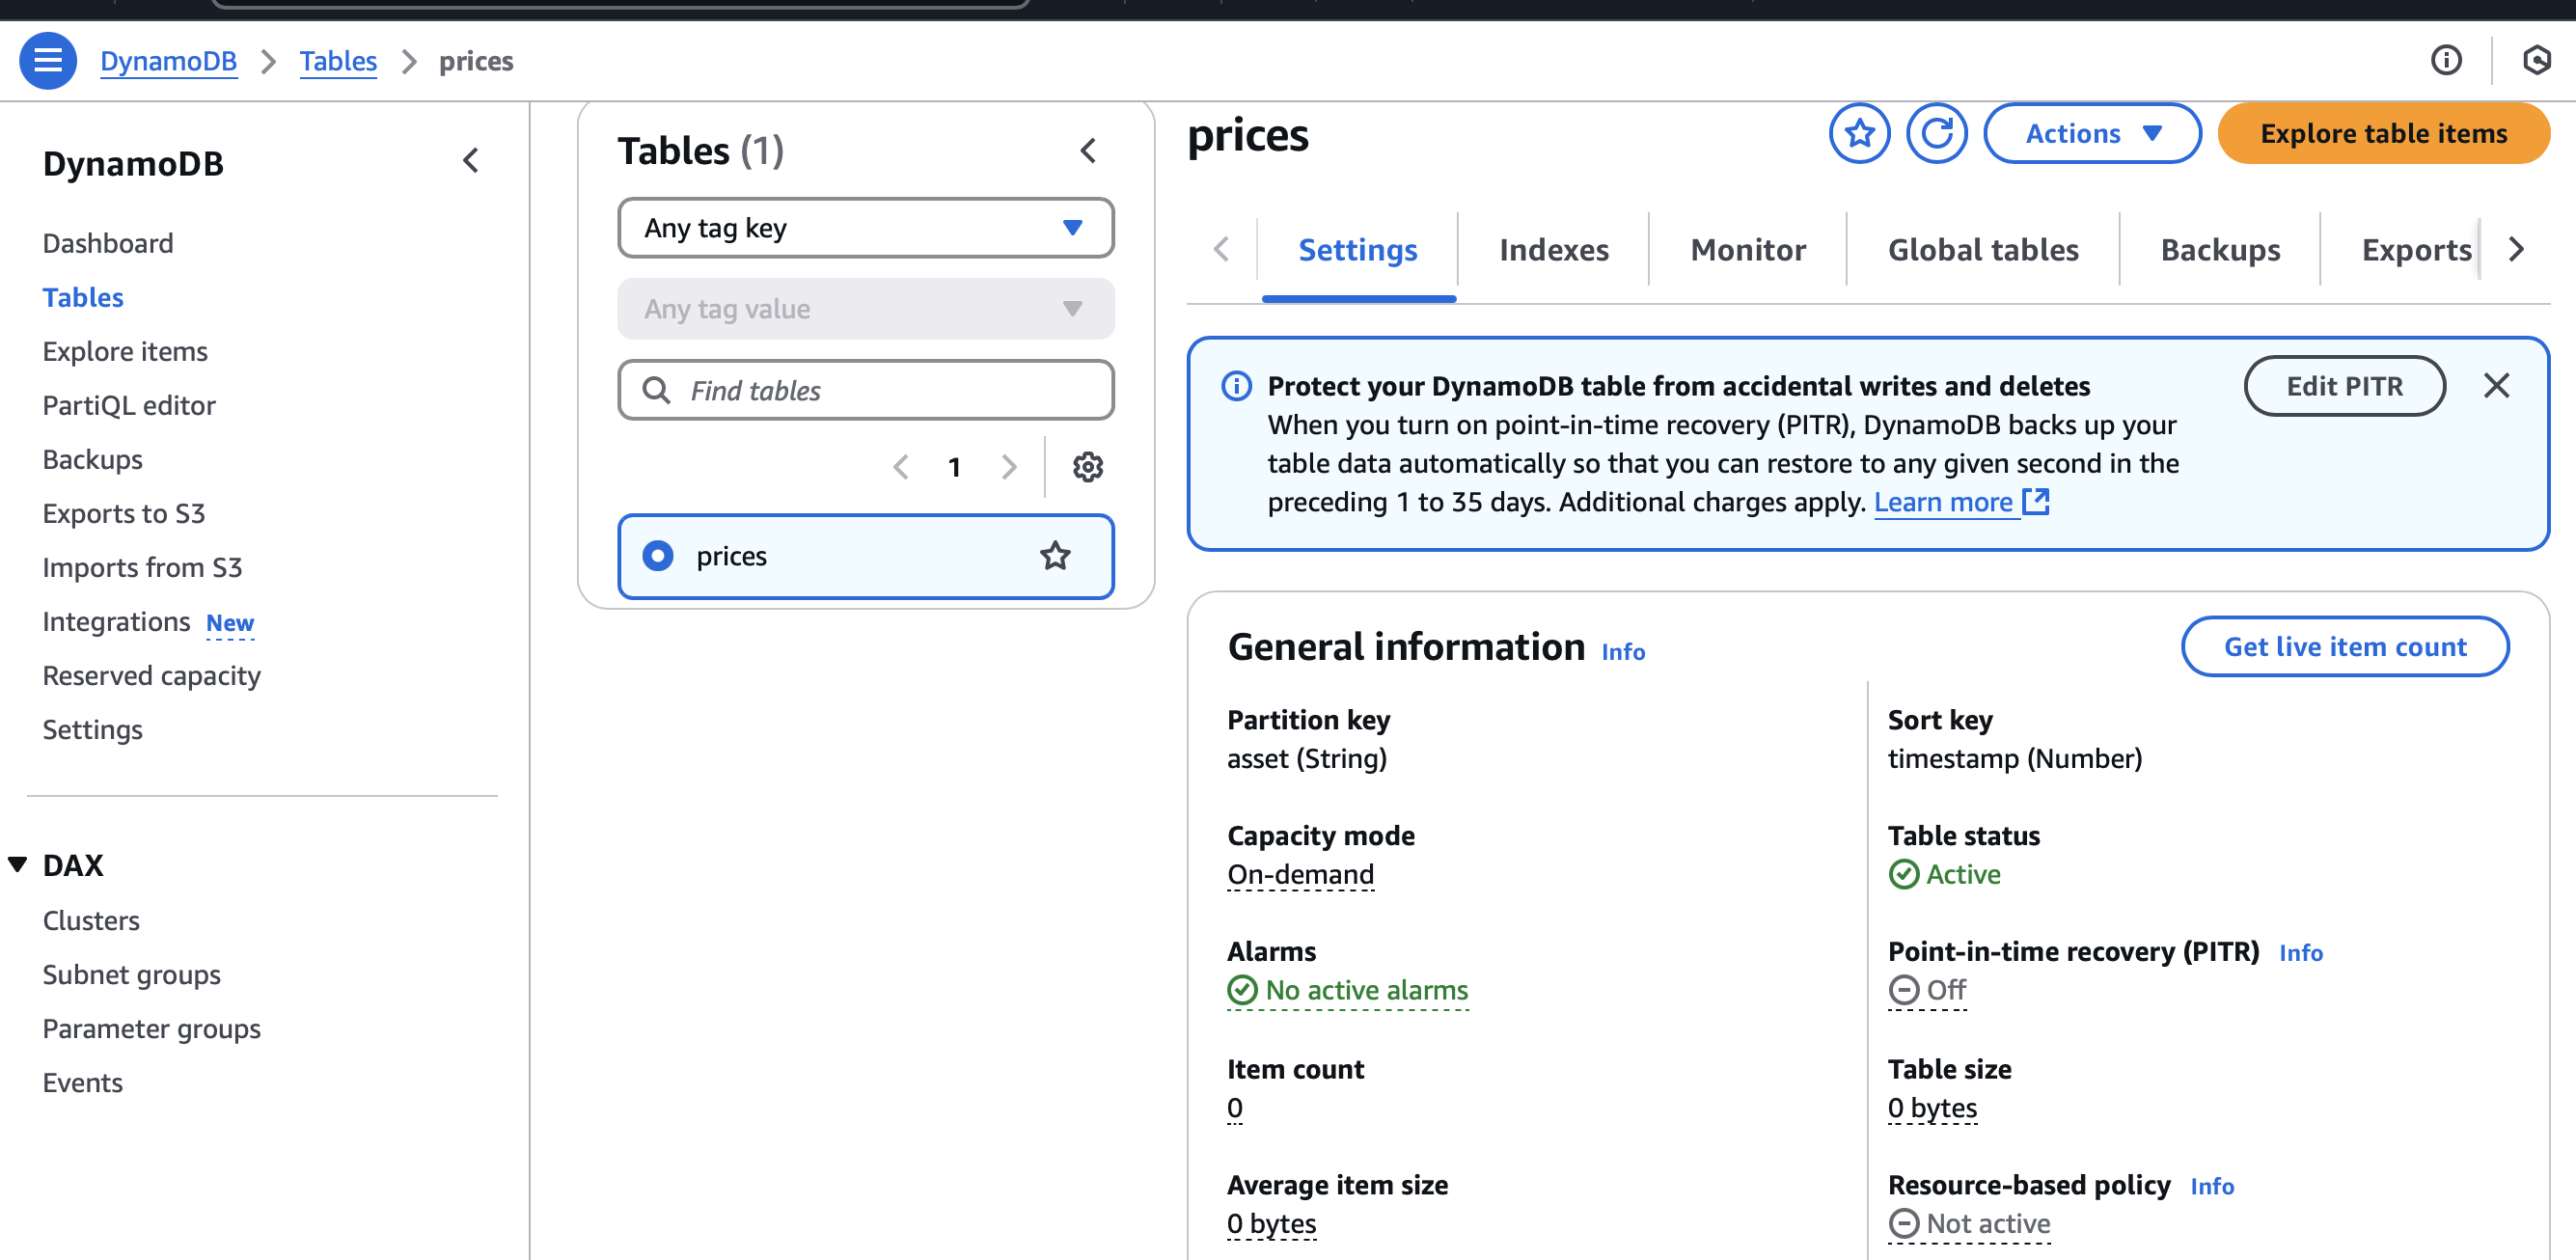 DynamoDB
Tables
prices
DynamoDB
Dashboard
Tables
Explore items
PartiQL editor
Backups
Exports to S3
Imports from S3
Integrations New
Reserved capacity
Settings
DAX
Clusters
Subnet groups
Parameter groups
Events
Tables (1)
Any tag key
Any tag value
Find tables
1
prices
prices
Actions
Explore table items
Settings
Indexes
Monitor
Global tables
Backups
Exports
Protect your DynamoDB table from accidental writes and deletes
When you turn on point-in-time recovery (PITR), DynamoDB backs up your
table data automatically so that you can restore to any given second in the
preceding 1 to 35 days. Additional charges apply. Learn more
Edit PITR
General information Info
Get live item count
Partition key
asset (String)
Sort key
timestamp (Number)
Capacity mode
On-demand
Table status
Active
Alarms
No active alarms
Point-in-time recovery (PITR) Info
Off
Item count
0
Table size
0 bytes
Average item size
0 bytes
Resource-based policy Info
Not active